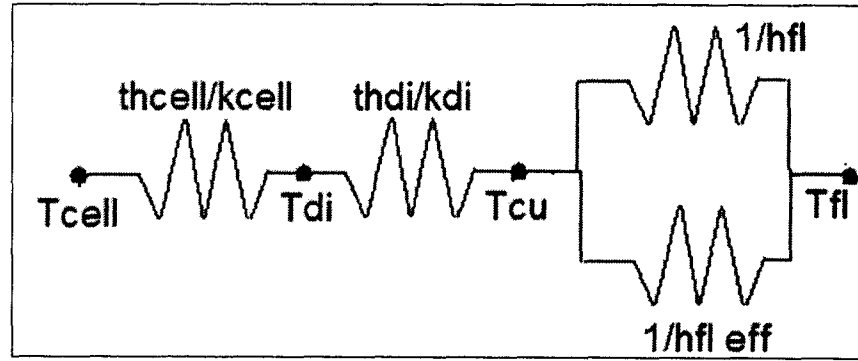 1/hfl
thcell/kcell
thdi/kdi
Tcell
Tdi
Tcu
Tfl
1/hfl eff